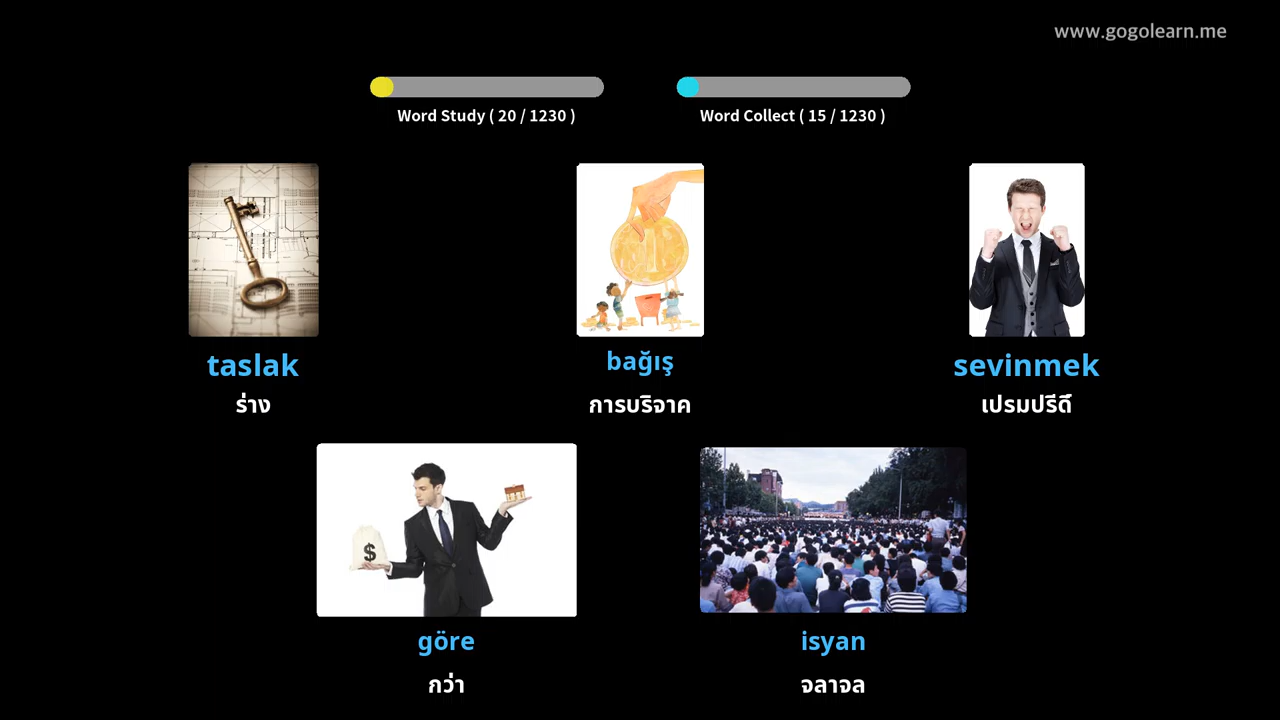 www.gogolearn.me
Word Study ( 20 / 1230 )
Word Collect ( 15 / 1230 )
taslak
ร่าง
bağış
การบริจาค
sevinmek
เปรมปรีดิ์
$
göre
กว่า
isyan
จลาจล